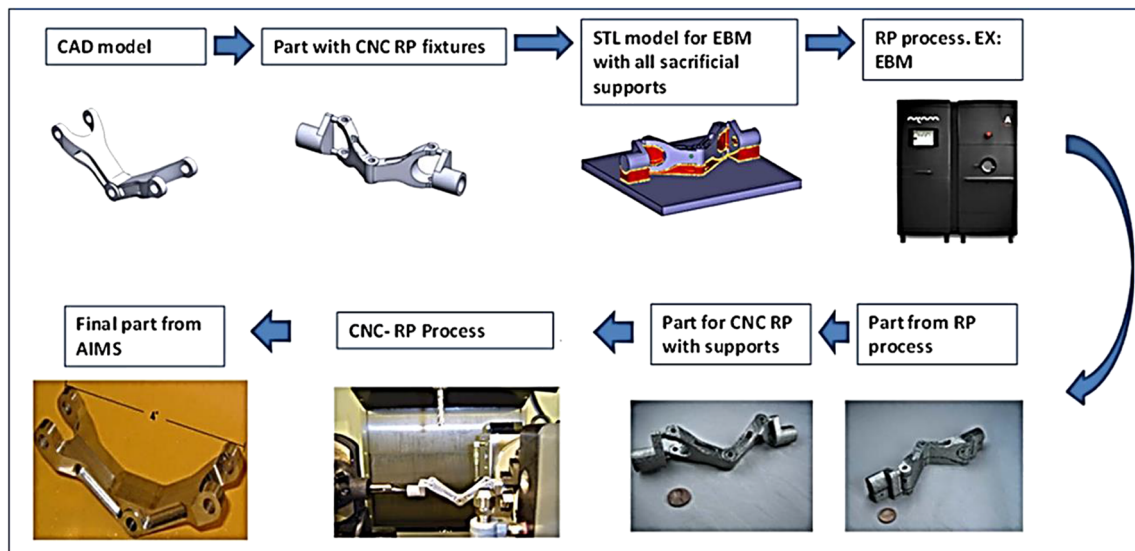 CAD model
Part with CNC RP fixtures
STL model for EBM
with all sacrificial
supports
RP process. EX:
EBM
Part from RP
process
Part for CNC RP
with supports
CNC- RP Process
Final part from
AIMS
4"